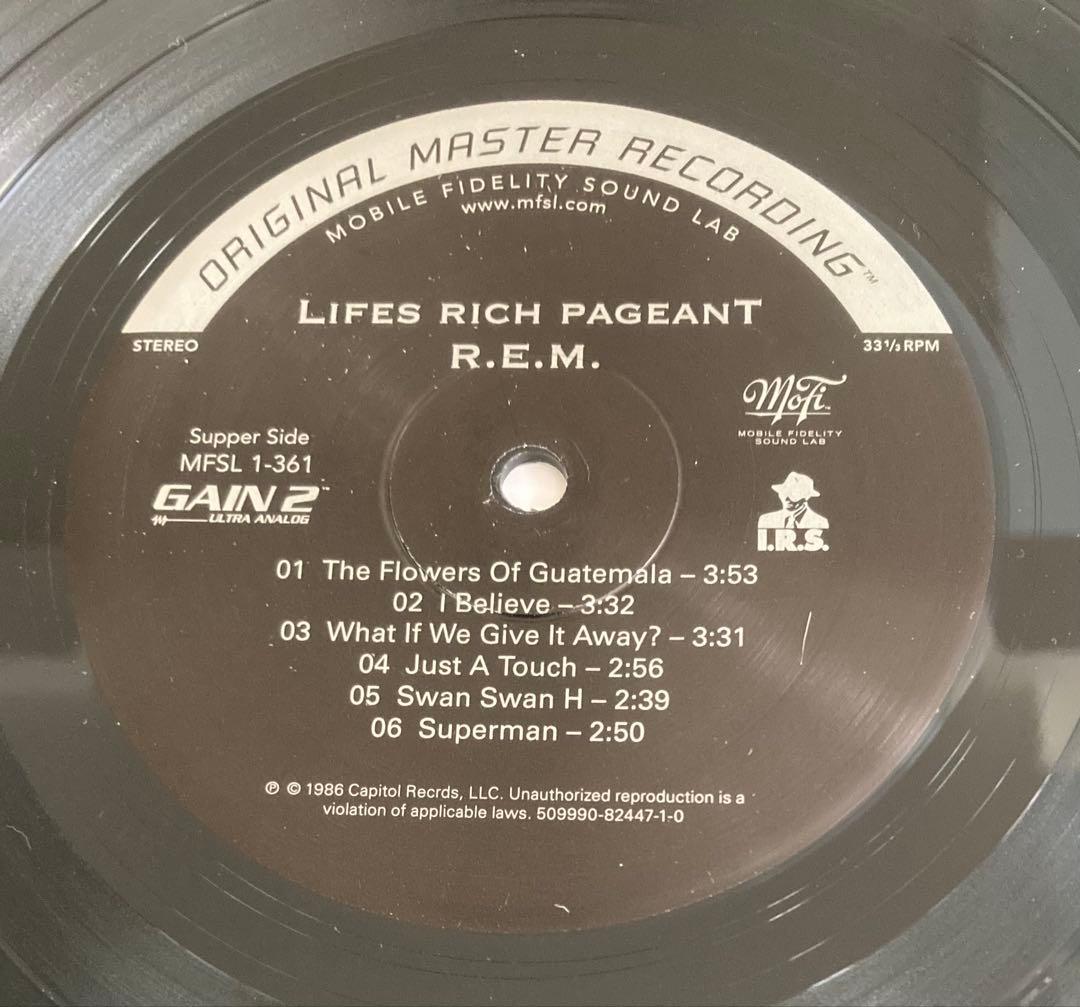 ORIGINAL MASTER RECORDING™
MOBILE FIDELITY SOUND LAB
www.mfsl.com
LIFES RICH PAGEANT
R.E.M.
STEREO
33⅓ RPM
MoFi
MOBILE FIDELITY
SOUND LAB
Supper Side
MFSL 1-361
GAIN 2™
ULTRA ANALOG
I.R.S.
01 The Flowers Of Guatemala – 3:53
02 I Believe – 3:32
03 What If We Give It Away? – 3:31
04 Just A Touch – 2:56
05 Swan Swan H – 2:39
06 Superman – 2:50
℗ © 1986 Capitol Recrds, LLC. Unauthorized reproduction is a
violation of applicable laws. 509990-82447-1-0